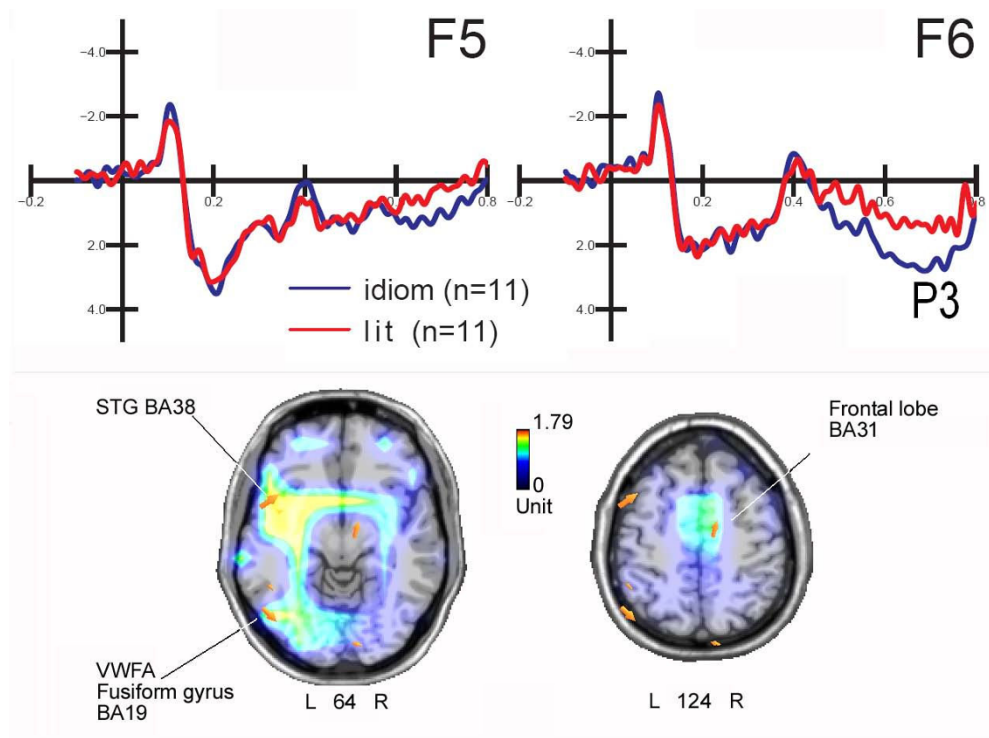 F5
-4.0
-2.0
2.0
4.0
-0.2
0.2
0.8
idiom (n=11)
lit (n=11)
F6
-4.0
-2.0
2.0
4.0
-0.2
0.2
0.4
0.6
0.8
P3
STG BA38
VWFA
Fusiform gyrus
BA19
L 64 R
1.79
0
Unit
Frontal lobe
BA31
L 124 R